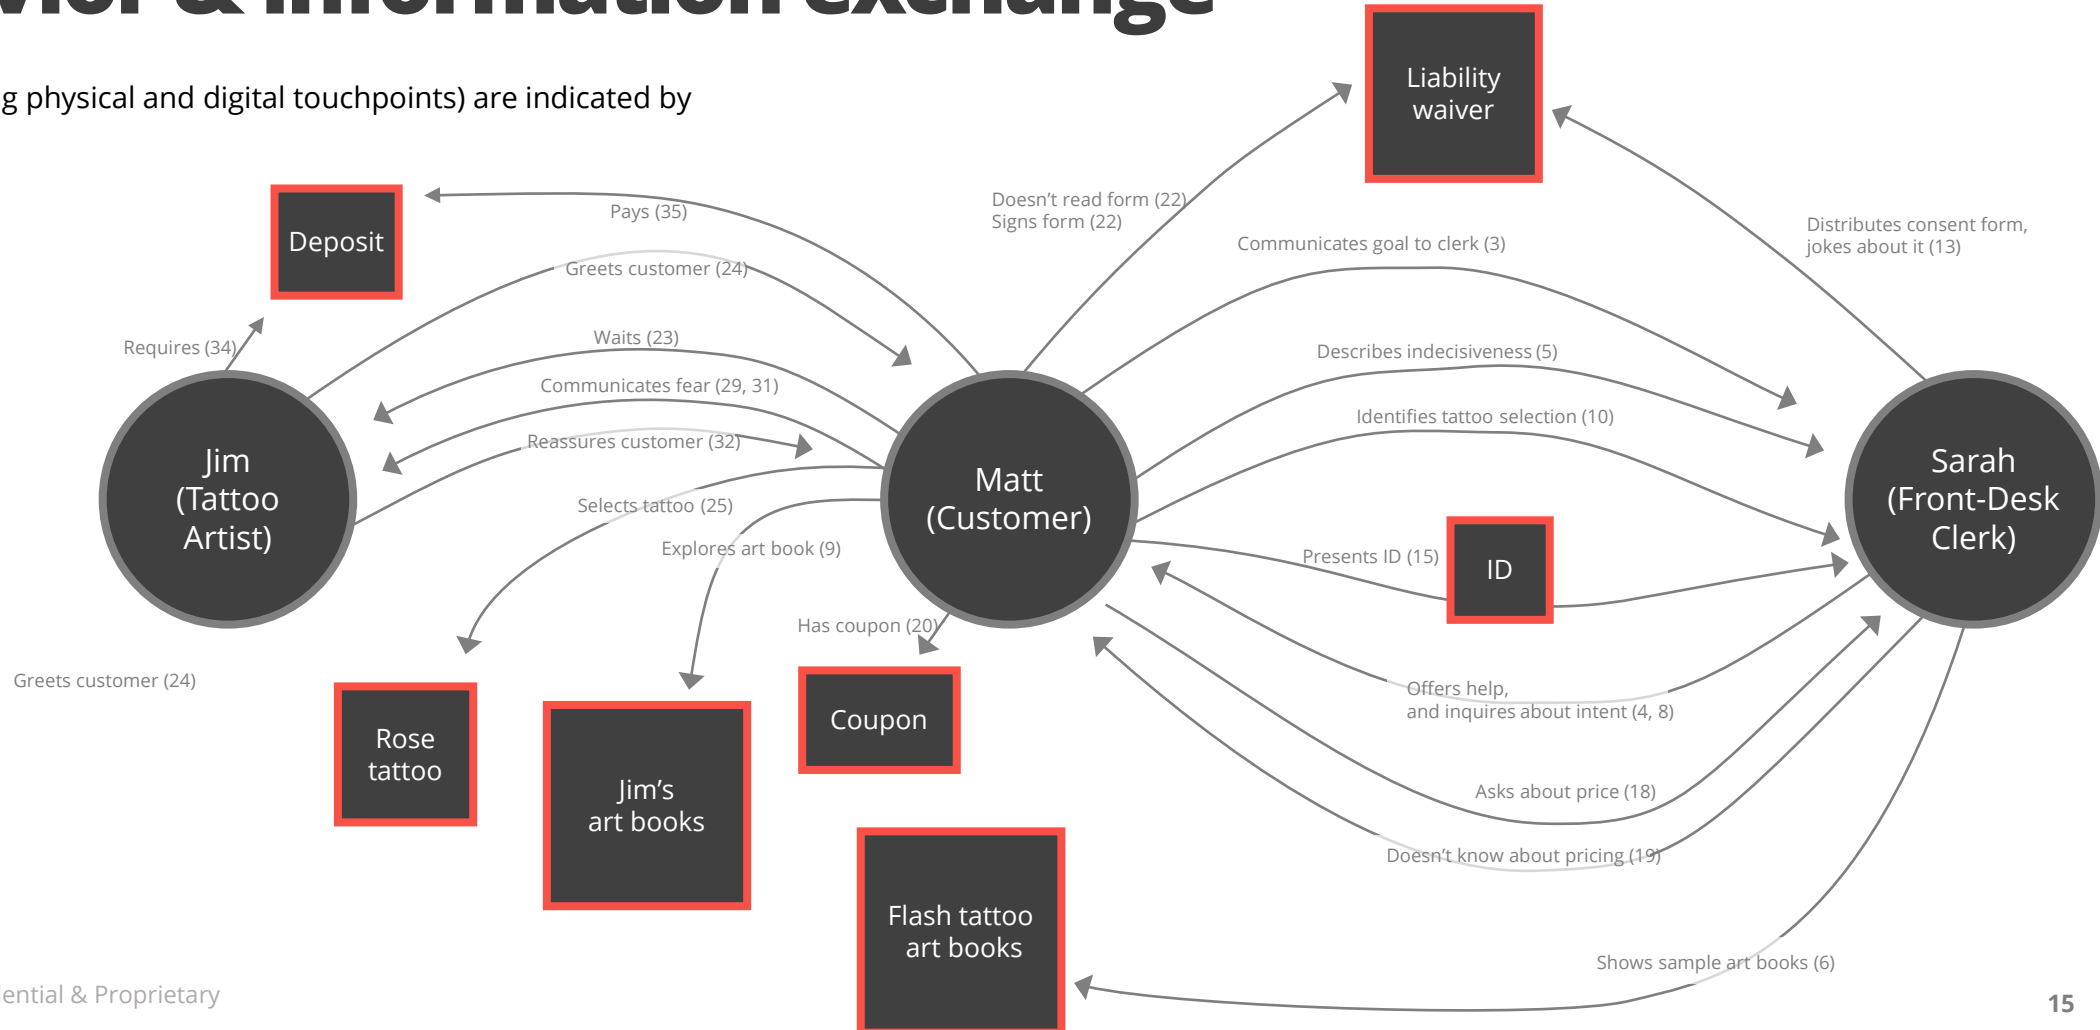 information exchange
g physical and digital touchpoints) are indicated by
Liability
waiver
Deposit
Pays (35)
Doesn't read form (22)
Signs form (22)
Communicates goal to clerk (3)
Distributes consent form,
jokes about it (13)
Greets customer (24)
Requires (34)
Waits (23)
Describes indecisiveness (5)
Communicates fear (29, 31)
Identifies tattoo selection (10)
Reassures customer (32)
Jim
(Tattoo
Artist)
Matt
(Customer)
Sarah
(Front-Desk
Clerk)
Selects tattoo (25)
Explores art book (9)
Presents ID (15)
ID
Has coupon (20)
Greets customer (24)
Offers help,
and inquires about intent (4, 8)
Rose
tattoo
Jim's
art books
Coupon
Asks about price (18)
Doesn't know about pricing (19)
Flash tattoo
art books
Shows sample art books (6)
ential & Proprietary
15